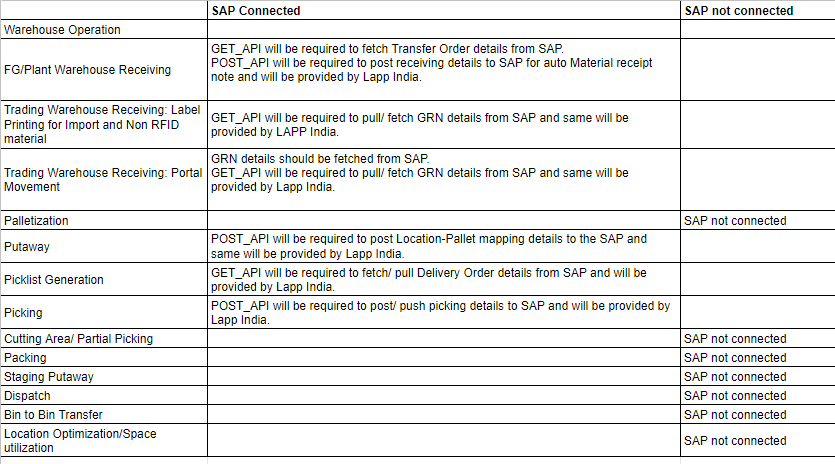 SAP Connected SAP not connected
Warehouse Operation
FG/Plant Warehouse Receiving
GET_API will be required to fetch Transfer Order details from SAP.
POST_API will be required to post receiving details to SAP for auto Material receipt
note and will be provided by Lapp India.
Trading Warehouse Receiving: Label
Printing for Import and Non RFID
material
GET_API will be required to pull/ fetch GRN details from SAP and same will be
provided by LAPP India.
Trading Warehouse Receiving: Portal
Movement
GRN details should be fetched from SAP.
GET_API will be required to pull/ fetch GRN details from SAP and same will be
provided by Lapp India.
Palletization SAP not connected
Putaway
POST_API will be required to post Location-Pallet mapping details to the SAP and
same will be provided by Lapp India.
Picklist Generation
GET_API will be required to fetch/ pull Delivery Order details from SAP and will be
provided by Lapp India.
Picking
POST_API will be required to post/ push picking details to SAP and will be provided by
Lapp India.
Cutting Area/ Partial Picking SAP not connected
Packing SAP not connected
Staging Putaway SAP not connected
Dispatch SAP not connected
Bin to Bin Transfer SAP not connected
Location Optimization/Space
utilization
SAP not connected